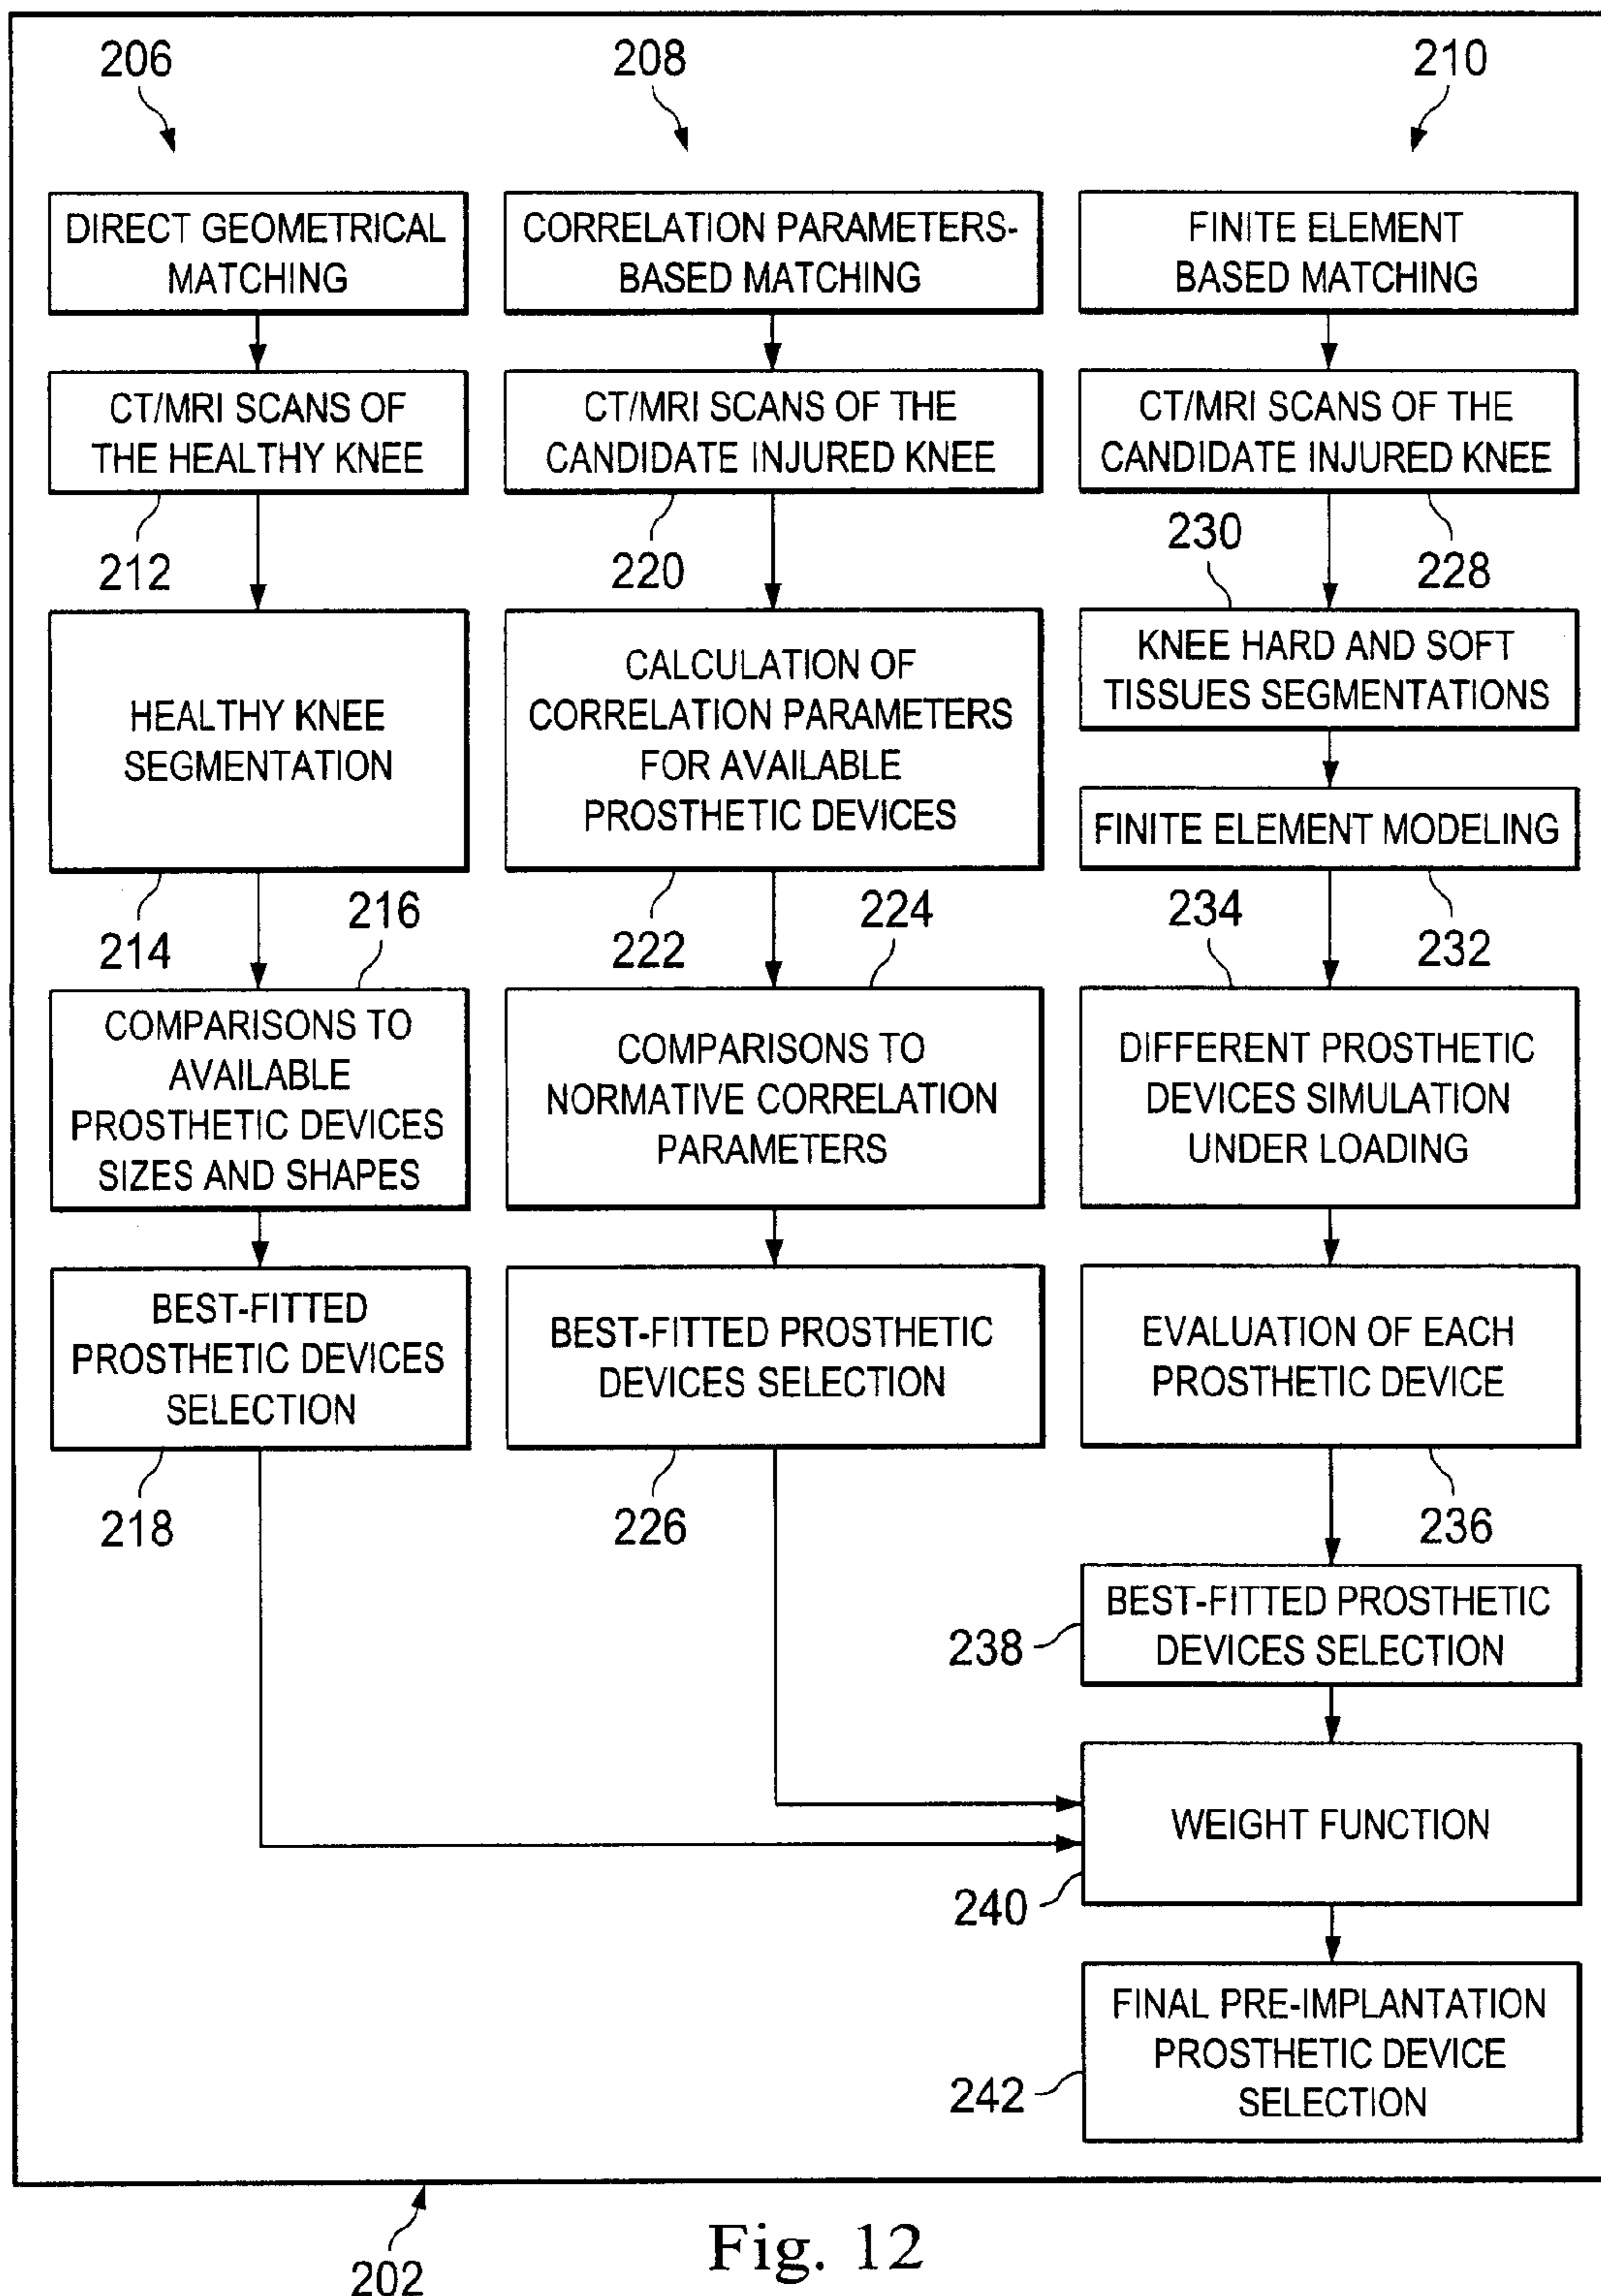 206
208
210
DIRECT GEOMETRICAL
MATCHING
CORRELATION PARAMETERS-
BASED MATCHING
FINITE ELEMENT
BASED MATCHING
CT/MRI SCANS OF
THE HEALTHY KNEE
CT/MRI SCANS OF THE
CANDIDATE INJURED KNEE
CT/MRI SCANS OF THE
CANDIDATE INJURED KNEE
212
220
230
228
HEALTHY KNEE
SEGMENTATION
CALCULATION OF
CORRELATION PARAMETERS
FOR AVAILABLE
PROSTHETIC DEVICES
KNEE HARD AND SOFT
TISSUES SEGMENTATIONS
FINITE ELEMENT MODELING
214
216
222
224
234
232
COMPARISONS TO
AVAILABLE
PROSTHETIC DEVICES
SIZES AND SHAPES
COMPARISONS TO
NORMATIVE CORRELATION
PARAMETERS
DIFFERENT PROSTHETIC
DEVICES SIMULATION
UNDER LOADING
BEST-FITTED
PROSTHETIC DEVICES
SELECTION
BEST-FITTED PROSTHETIC
DEVICES SELECTION
EVALUATION OF EACH
PROSTHETIC DEVICE
218
226
236
BEST-FITTED PROSTHETIC
DEVICES SELECTION
238
WEIGHT FUNCTION
240
FINAL PRE-IMPLANTATION
PROSTHETIC DEVICE
SELECTION
242
202
Fig. 12